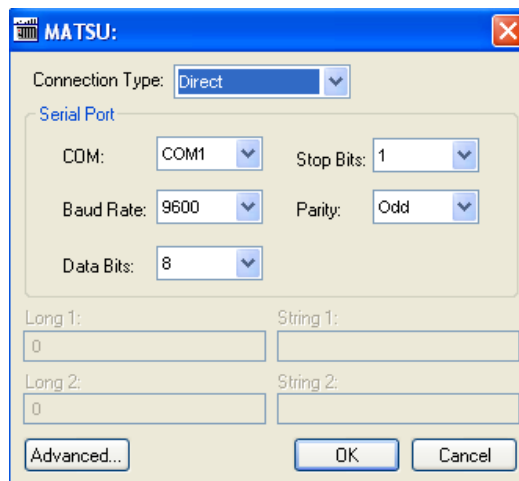 MATSU:
Connection Type: Direct
Serial Port
COM: COM1 Stop Bits: 1
Baud Rate: 9600 Parity: Odd
Data Bits: 8
Long 1: String 1:
0
Long 2: String 2:
0
Advanced... OK Cancel